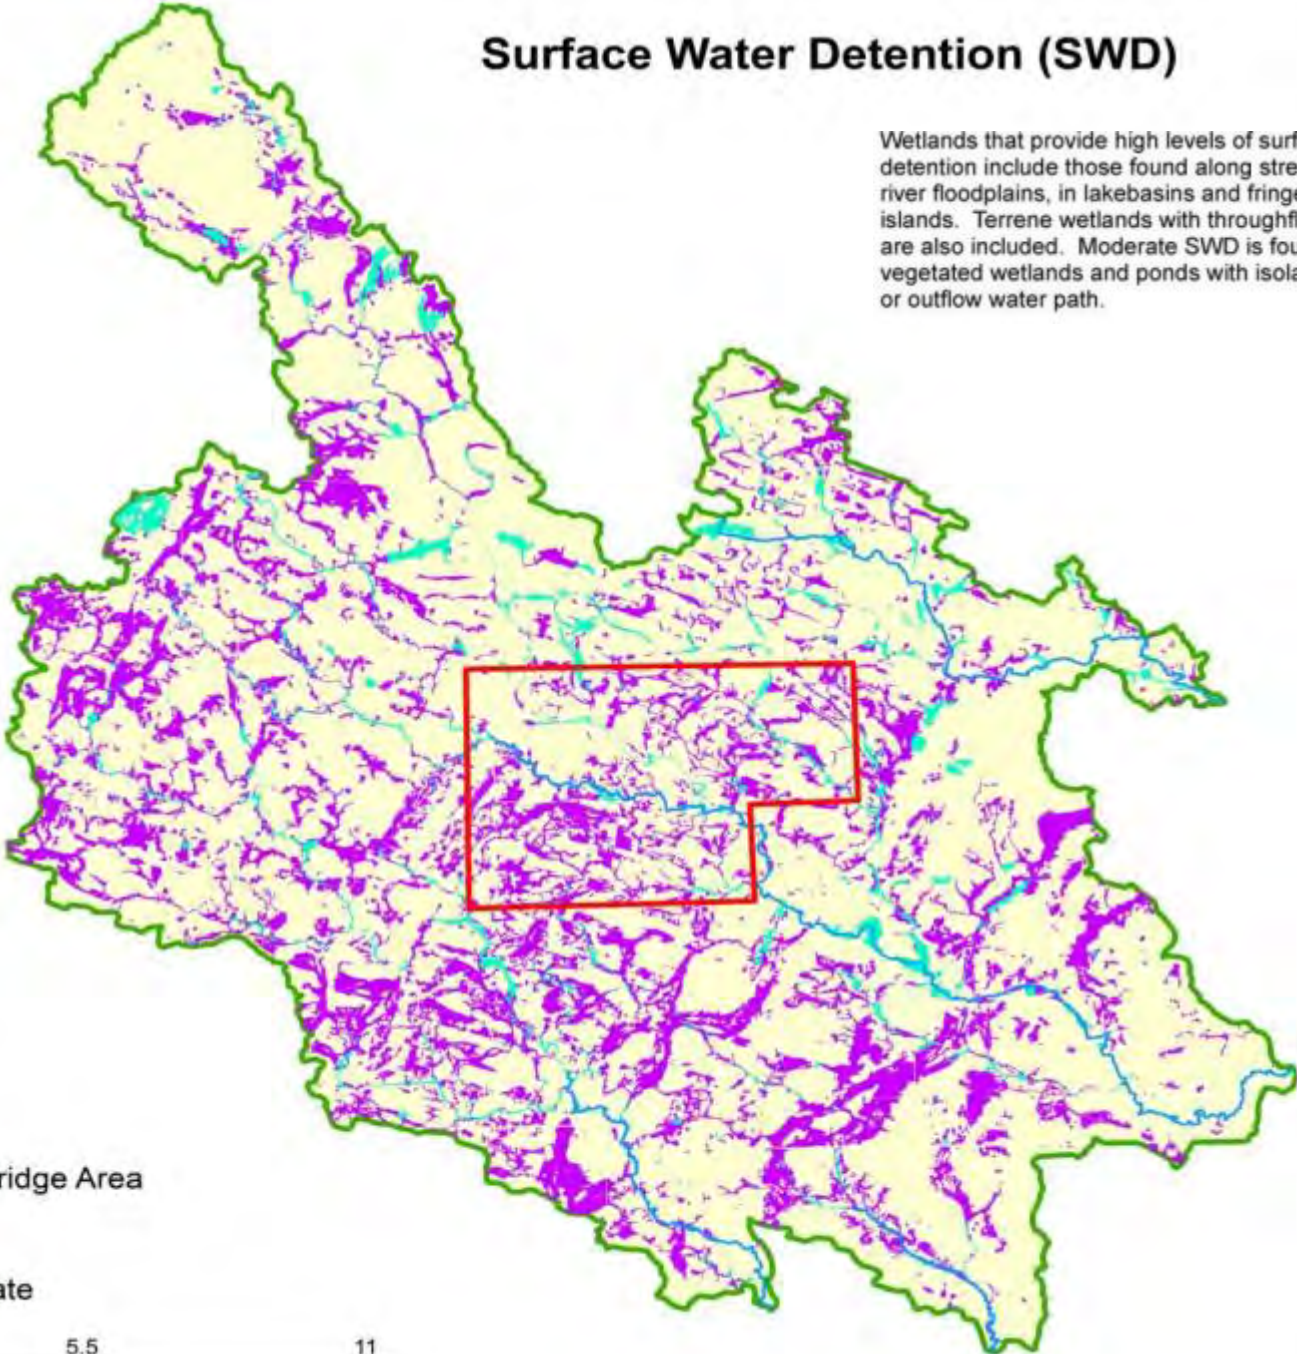 Surface Water Detention (SWD)
Wetlands that provide high levels of surf
detention include those found along stre
river floodplains, in lakebasins and fringe
islands. Terrene wetlands with throughfl
are also included. Moderate SWD is fou
vegetated wetlands and ponds with isola
or outflow water path.
ridge Area
ate
5.5 11